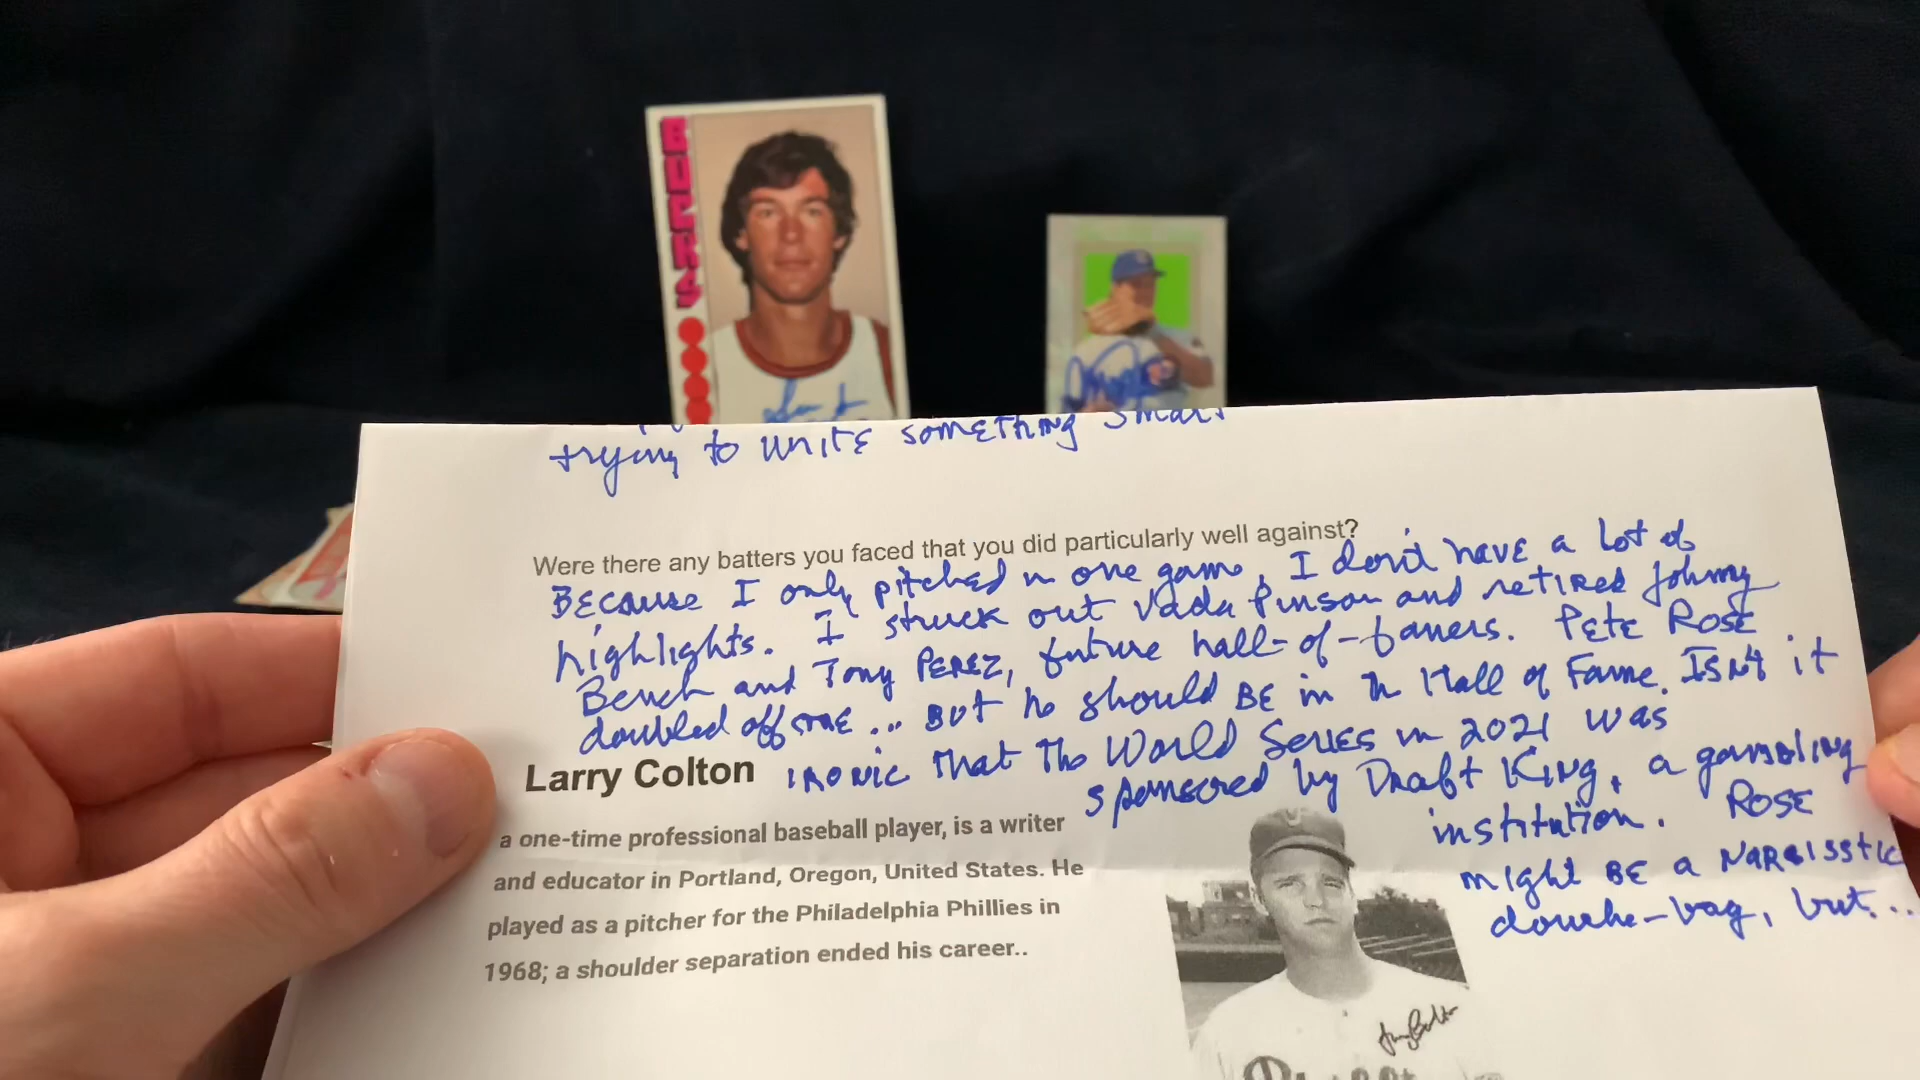 BUCKS
trying to write something smart
Were there any batters you faced that you did particularly well against?
Because I only pitched in one game, I don't have a lot of
highlights. I struck out Vada Pinson and retired Johnny
Bench and Tony Perez, future hall-of-famers. Pete Rose
doubled off me... But he should be in the Hall of Fame. Isn't it
ironic that the World Series in 2021 was
sponsored by Draft King, a gambling
institution. Rose
might be a narcisstic
douche-bag, but...
Larry Colton
a one-time professional baseball player, is a writer
and educator in Portland, Oregon, United States. He
played as a pitcher for the Philadelphia Phillies in
1968; a shoulder separation ended his career..